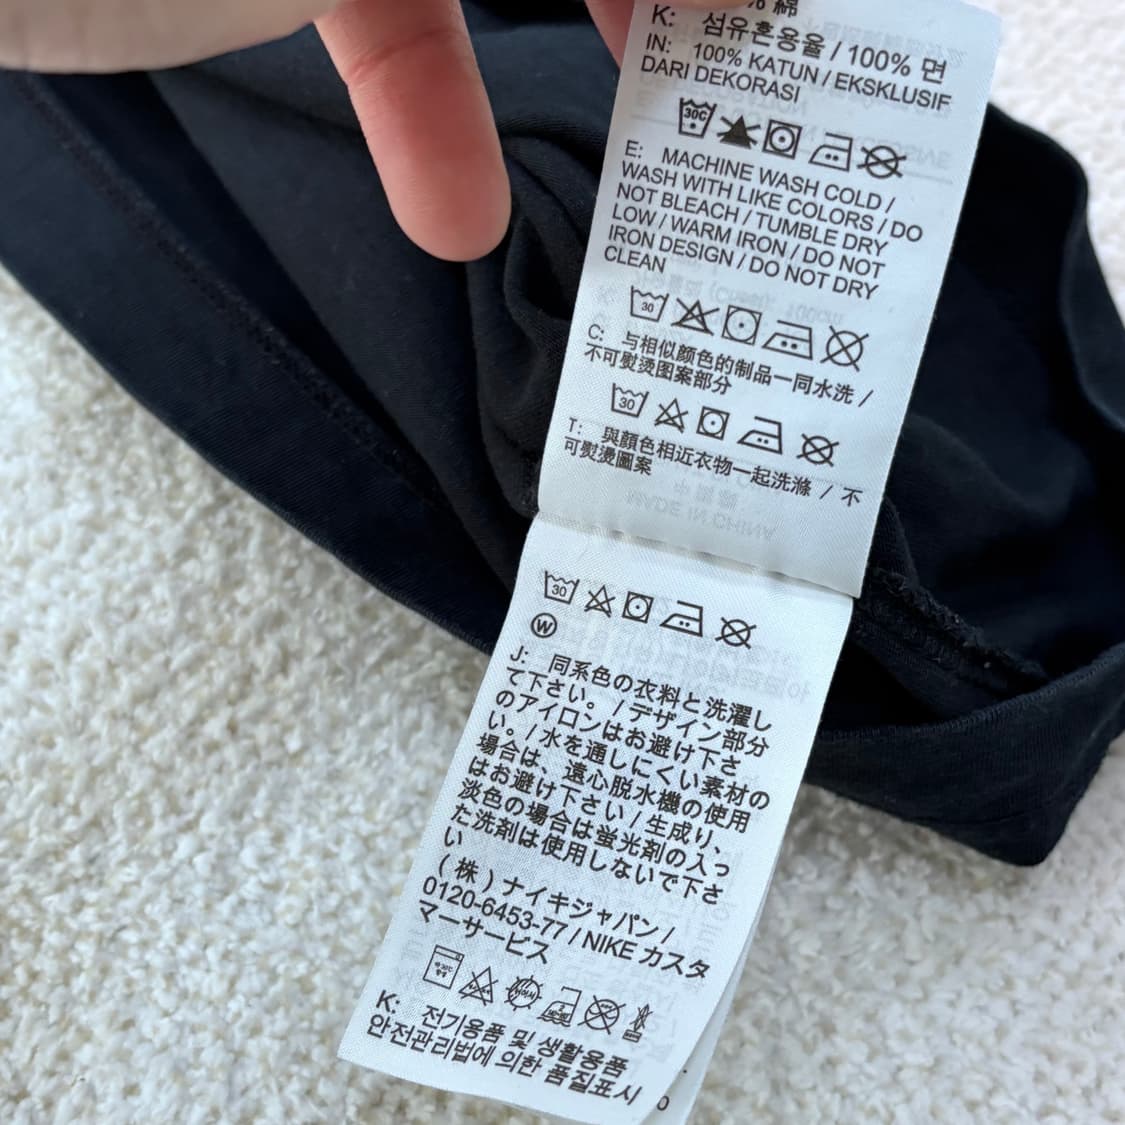 % 綿
K: 섬유혼용율 / 100% 면
IN: 100% KATUN / EKSKLUSIF
DARI DEKORASI
30C
E: MACHINE WASH COLD /
WASH WITH LIKE COLORS / DO
NOT BLEACH / TUMBLE DRY
LOW / WARM IRON / DO NOT
IRON DESIGN / DO NOT DRY
CLEAN
30
C: 与相似颜色的制品一同水洗 /
不可熨烫图案部分
30
T: 與顏色相近衣物一起洗滌 / 不
可熨燙圖案
30
W
J: 同系色の衣料と洗濯し
て下さい。/ デザイン部分
のアイロンはお避け下さ
い。/ 水を通しにくい素材の
場合は、遠心脱水機の使用
はお避け下さい / 生成り、
淡色の場合は蛍光剤の入っ
た洗剤は使用しないで下さ
い
(株) ナイキジャパン /
0120-6453-77 / NIKE カスタ
マーサービス
K: 전기용품 및 생활용품
안전관리법에 의한 품질표시